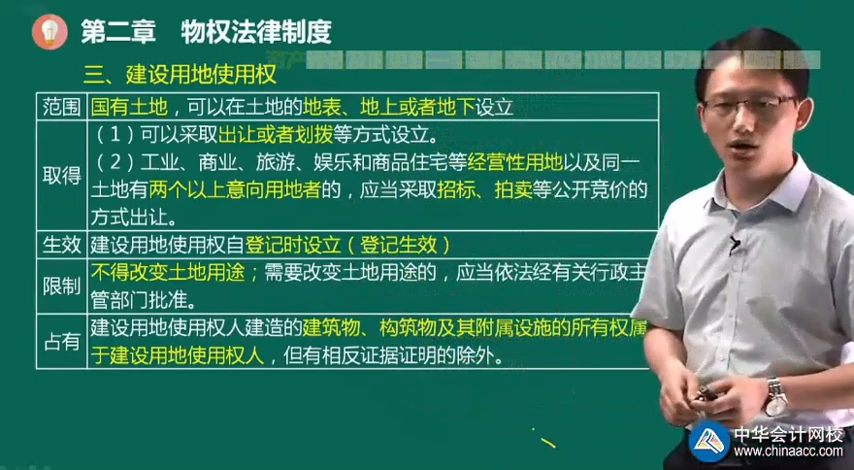 第二章 物权法律制度
三、建设用地使用权
范围 国有土地，可以在土地的地表、地上或者地下设立
取得 （1）可以采取出让或者划拨等方式设立。
（2）工业、商业、旅游、娱乐和商品住宅等经营性用地以及同一
土地有两个以上意向用地者的，应当采取招标、拍卖等公开竞价的
方式出让。
生效 建设用地使用权自登记时设立（登记生效）
限制 不得改变土地用途；需要改变土地用途的，应当依法经有关行政主
管部门批准。
占有 建设用地使用权人建造的建筑物、构筑物及其附属设施的所有权属
于建设用地使用权人，但有相反证据证明的除外。
中华会计网校
www.chinaacc.com